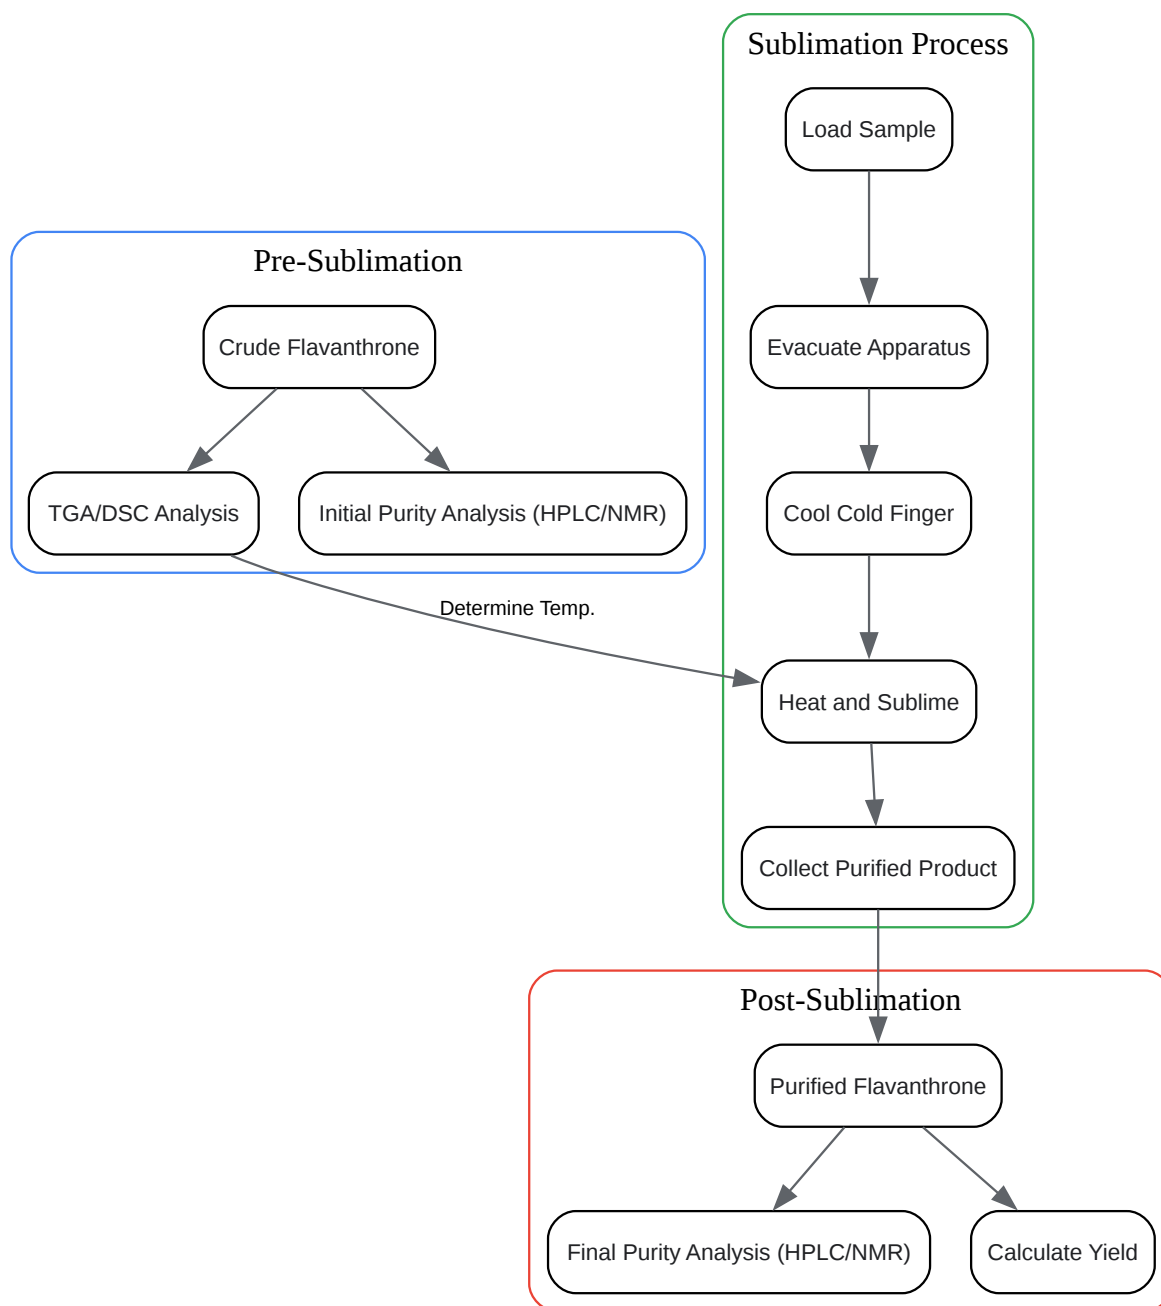 Sublimation Process
Load Sample
Pre-Sublimation
Crude Flavanthrone
Evacuate Apparatus
TGA/DSC Analysis
Initial Purity Analysis (HPLC/NMR)
Cool Cold Finger
Determine Temp.
Heat and Sublime
Collect Purified Product
Post-Sublimation
Purified Flavanthrone
Final Purity Analysis (HPLC/NMR)
Calculate Yield